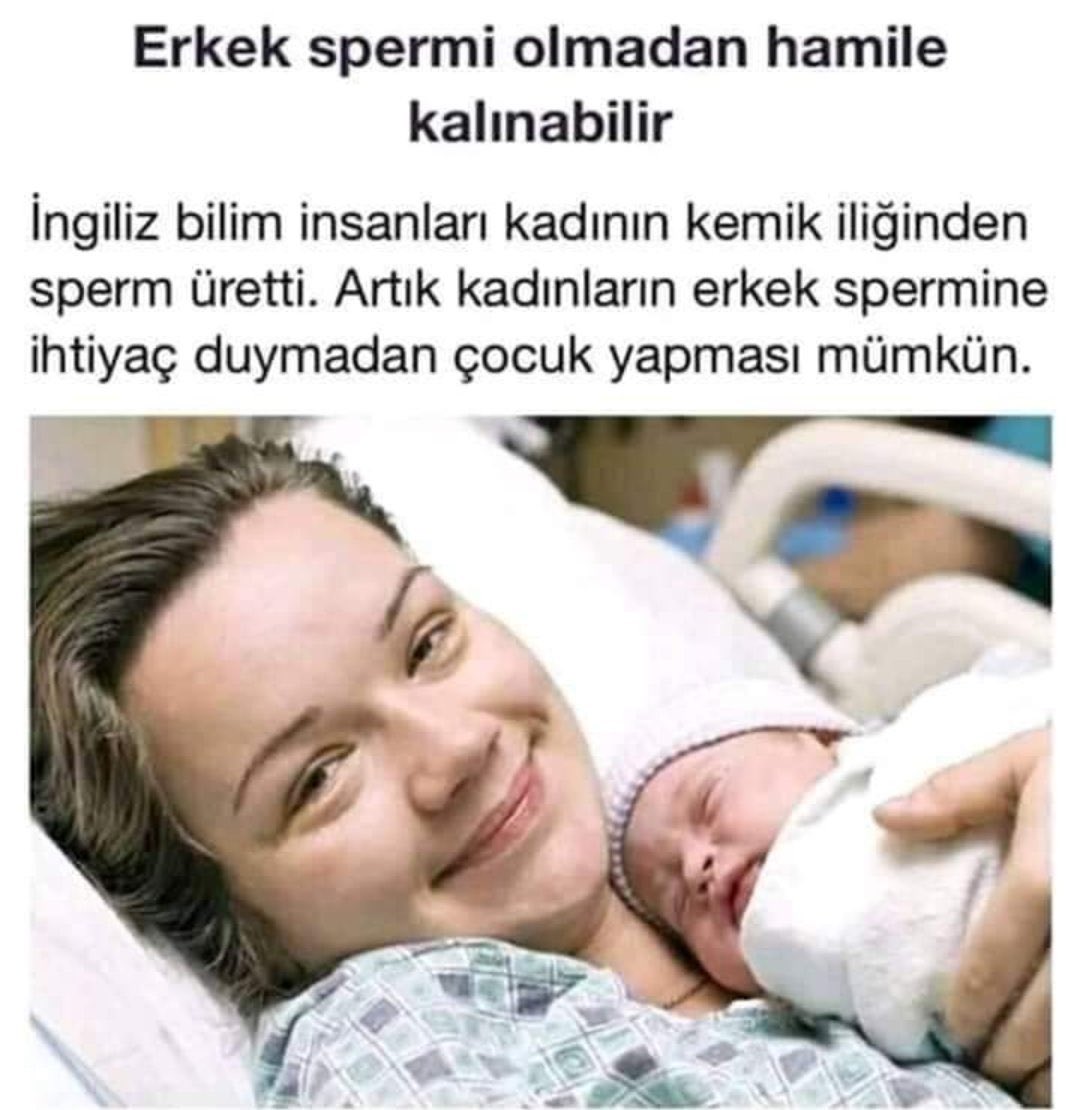 Erkek spermi olmadan hamile
kalınabilir
İngiliz bilim insanları kadının kemik iliğinden
sperm üretti. Artık kadınların erkek spermine
ihtiyaç duymadan çocuk yapması mümkün.